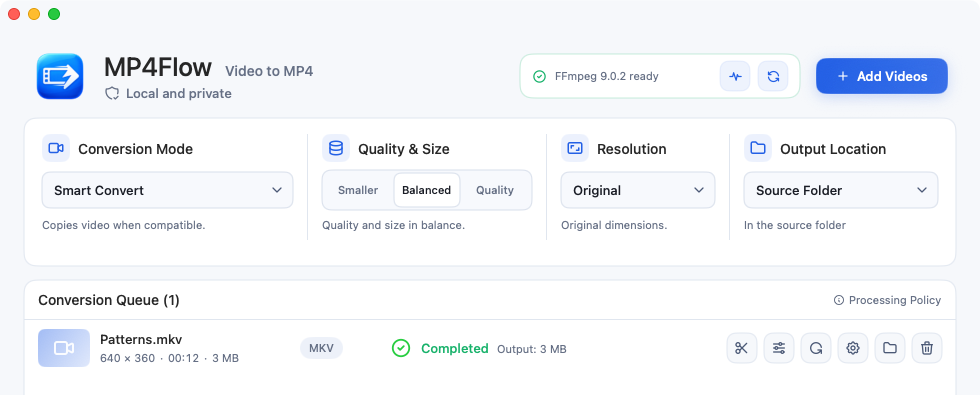 MP4Flow Video to MP4
Local and private
FFmpeg 9.0.2 ready
Add Videos
Conversion Mode
Smart Convert
Copies video when compatible.
Quality & Size
Smaller Balanced Quality
Quality and size in balance.
Resolution
Original
Original dimensions.
Output Location
Source Folder
In the source folder
Conversion Queue (1)
Processing Policy
Patterns.mkv
640 × 360 · 00:12 · 3 MB
MKV
Completed Output: 3 MB